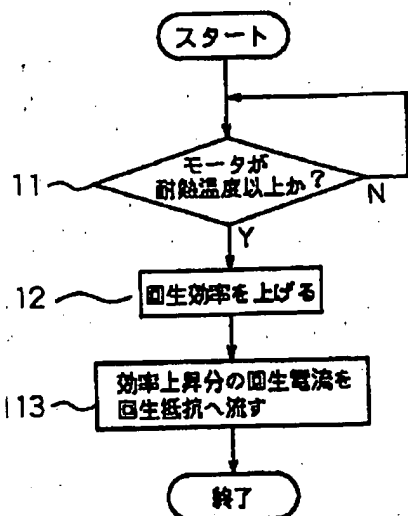 スタート
モータが
耐熱温度以上か?
11
N
Y
12
回生効率を上げる
効率上昇分の回生電流を
回生抵抗へ流す
13
終了